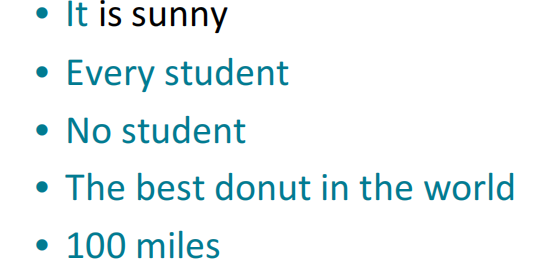 • It is sunny
• Every student
• No student
• The best donut in the world
• 100 miles